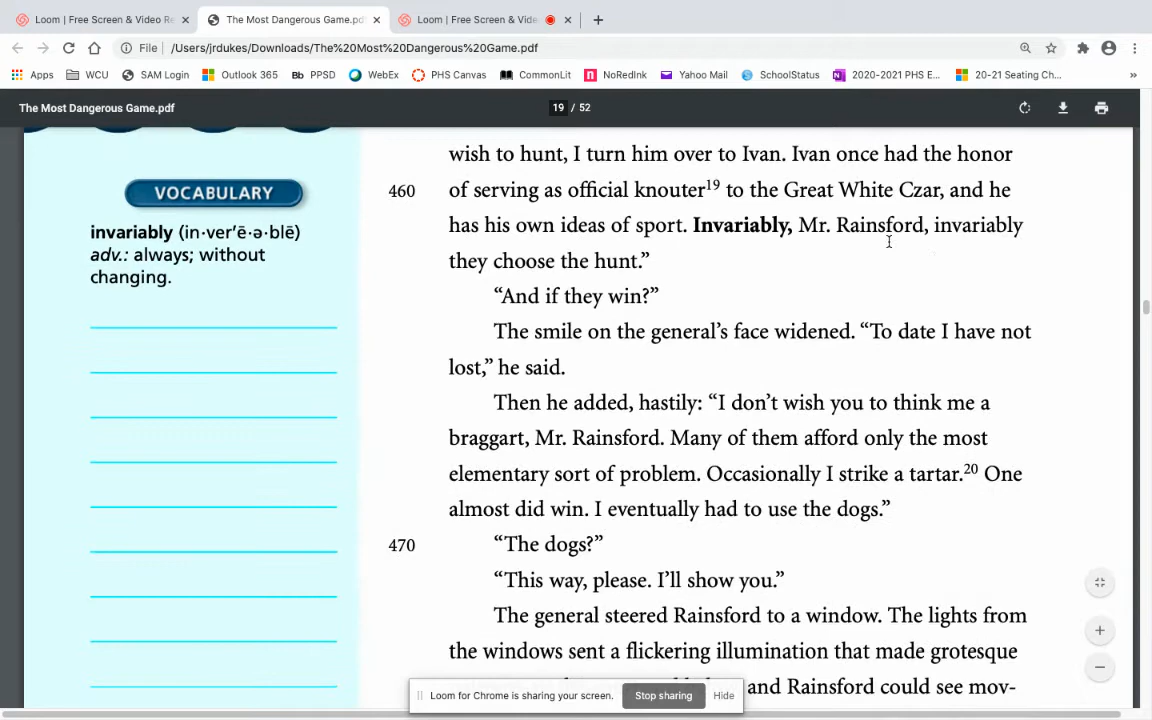 Loom | Free Screen & Video Re
The Most Dangerous Game.pdf
Loom | Free Screen & Vide
File /Users/jrdukes/Downloads/The%20Most%20Dangerous%20Game.pdf
Apps WCU SAM Login Outlook 365 Bb PPSD WebEx PHS Canvas CommonLit NoRedInk Yahoo Mail SchoolStatus 2020-2021 PHS E... 20-21 Seating Ch... »
The Most Dangerous Game.pdf 19 / 52
VOCABULARY
invariably (in·ver′ē·ə·blē)
adv.: always; without
changing.
wish to hunt, I turn him over to Ivan. Ivan once had the honor
460 of serving as official knouter19 to the Great White Czar, and he
has his own ideas of sport. Invariably, Mr. Rainsford, invariably
they choose the hunt.”
“And if they win?”
The smile on the general’s face widened. “To date I have not
lost,” he said.
Then he added, hastily: “I don’t wish you to think me a
braggart, Mr. Rainsford. Many of them afford only the most
elementary sort of problem. Occasionally I strike a tartar.20 One
almost did win. I eventually had to use the dogs.”
470 “The dogs?”
“This way, please. I’ll show you.”
The general steered Rainsford to a window. The lights from
the windows sent a flickering illumination that made grotesque
and Rainsford could see mov-
Loom for Chrome is sharing your screen. Stop sharing Hide